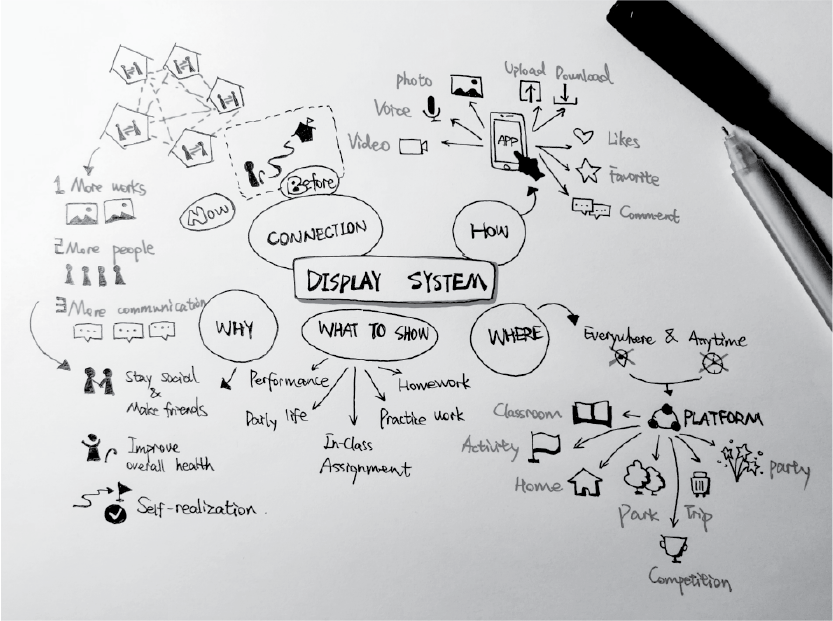 photo
Voice
Video
Upload
Download
APP
Likes
Favorite
Comment
1 More works
2 More people
3 More communication
Now
Before
CONNECTION
HOW
DISPLAY SYSTEM
WHY
WHAT TO SHOW
WHERE
Stay social
&
Make friends
Improve
overall health
Self-realization.
Performance
Daily life
In-Class
Assignment
Practice work
Homework
Everywhere & Anytime
PLATFORM
Classroom
Activity
Home
Park
Trip
party
Competition